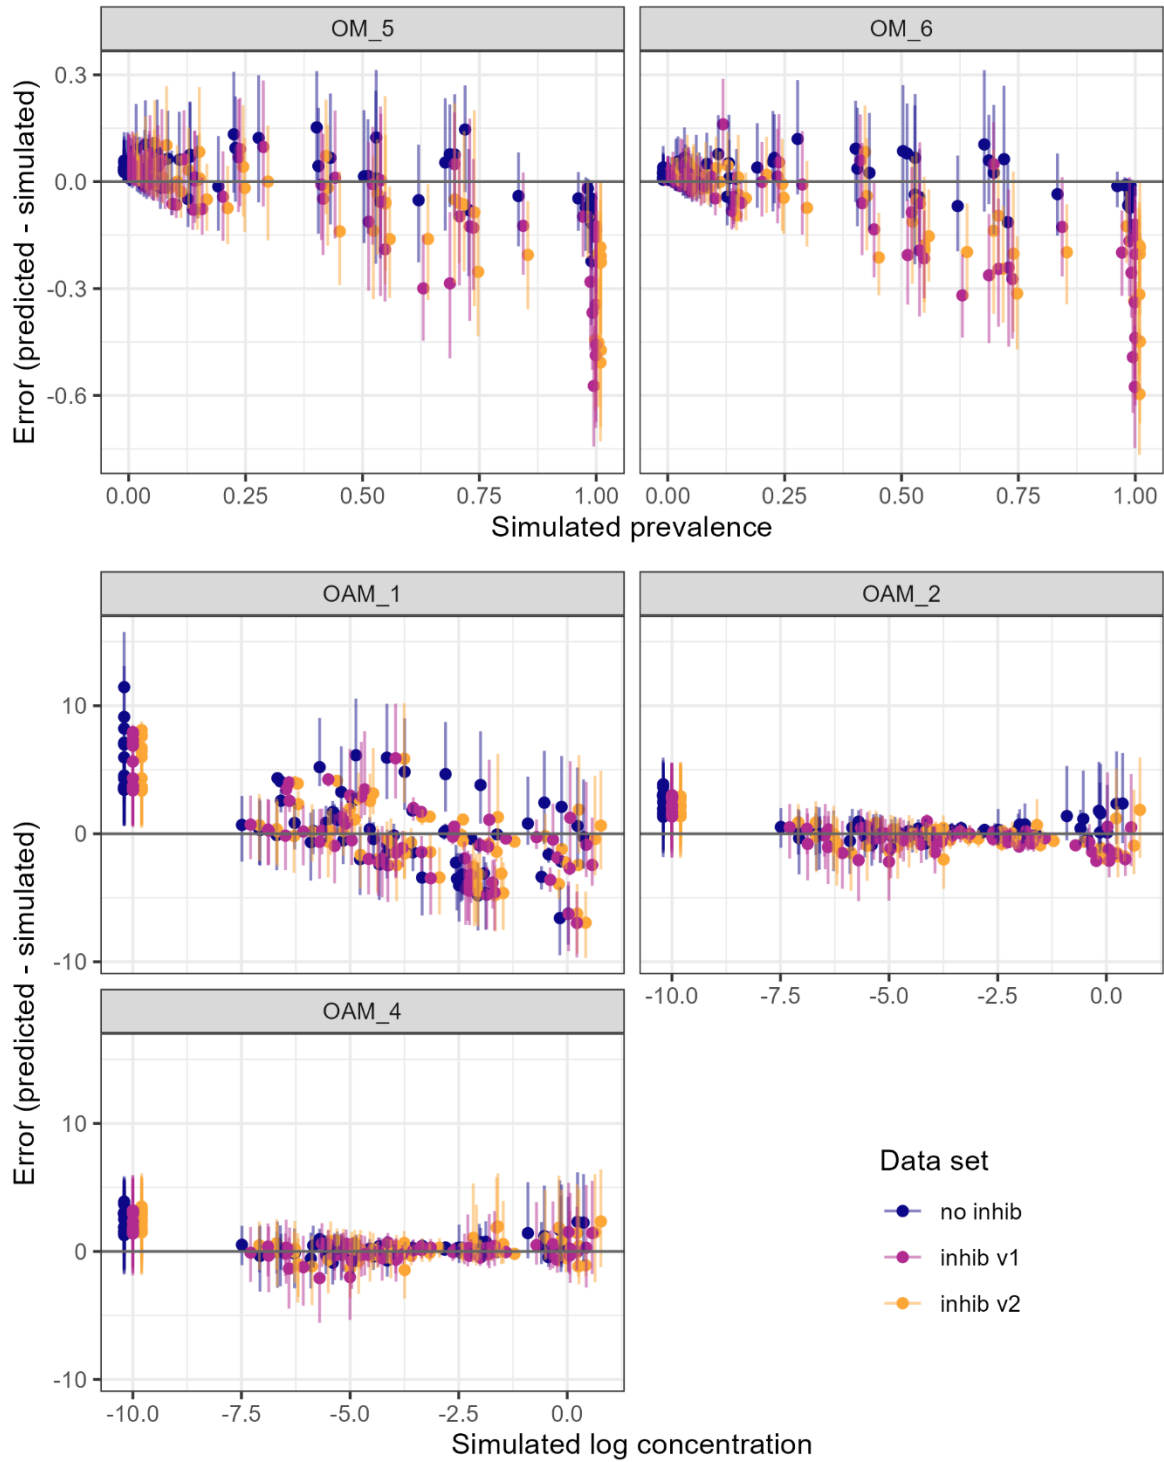 OM_5
OM_6
0.3
0.0
-0.3
-0.6
Error (predicted - simulated)
0.00 0.25 0.50 0.75 1.00
0.00 0.25 0.50 0.75 1.00
Simulated prevalence
OAM_1
OAM_2
10
0
-10
-10.0 -7.5 -5.0 -2.5 0.0
Error (predicted - simulated)
OAM_4
10
0
-10
-10.0 -7.5 -5.0 -2.5 0.0
Simulated log concentration
Data set
no inhib
inhib v1
inhib v2